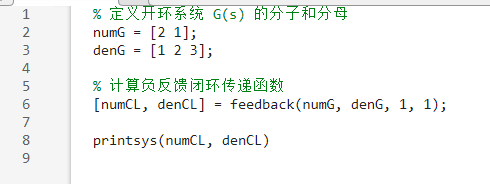 1 % 定义开环系统 G(s) 的分子和分母
2 numG = [2 1];
3 denG = [1 2 3];
4
5 % 计算负反馈闭环传递函数
6 [numCL, denCL] = feedback(numG, denG, 1, 1);
7
8 printsys(numCL, denCL)
9